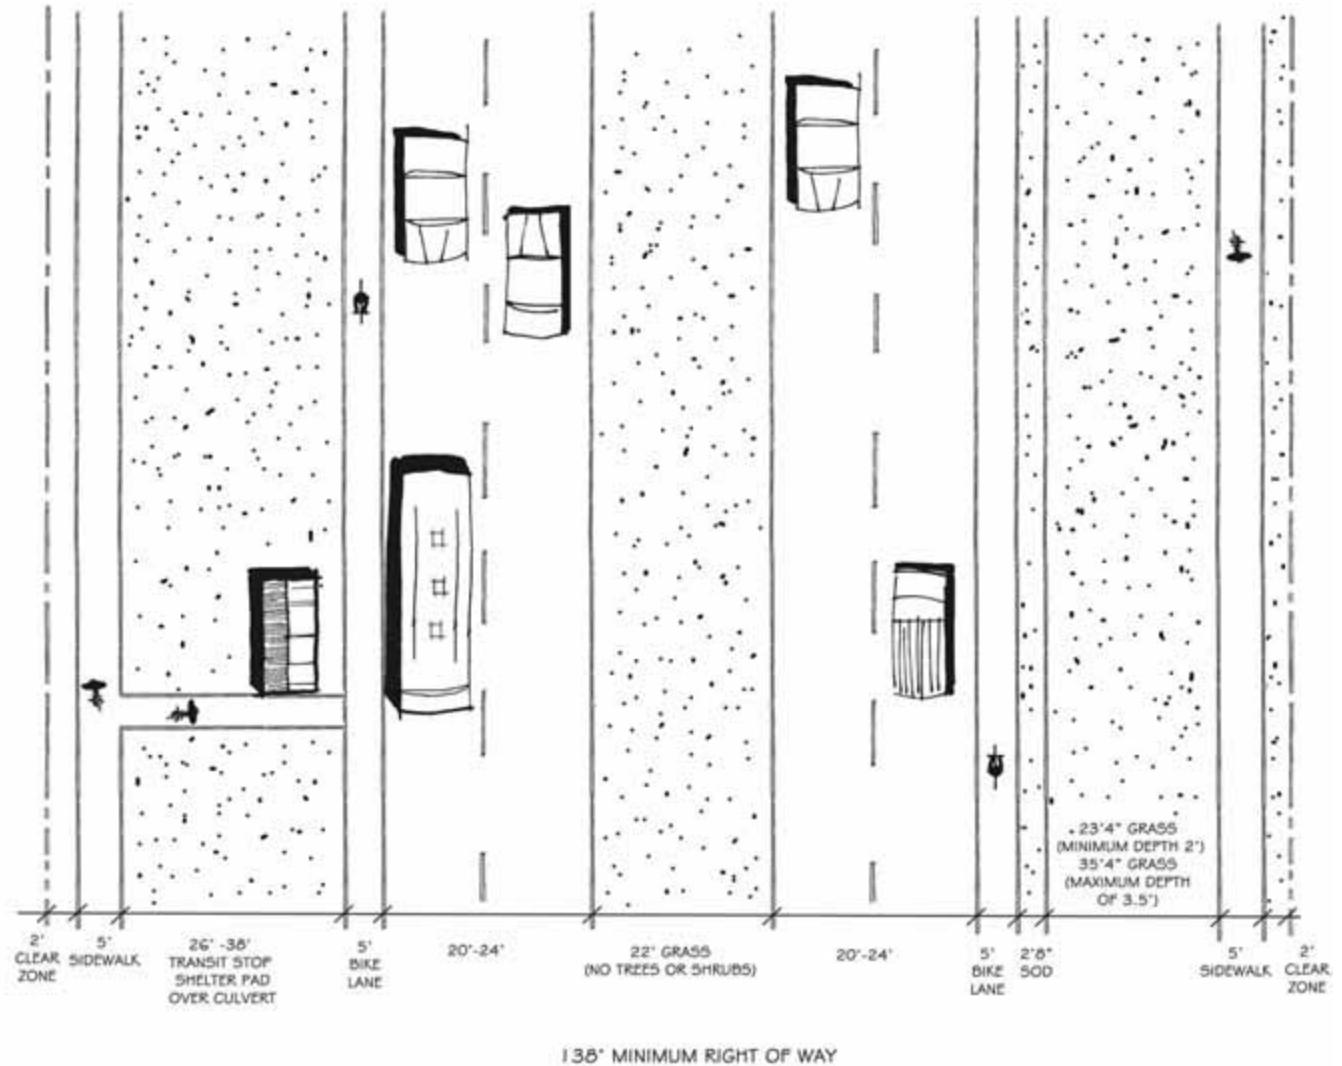 23'4" GRASS
(MINIMUM DEPTH 2')
35'4" GRASS
(MAXIMUM DEPTH
OF 3.5')
2'
CLEAR
ZONE
5'
SIDEWALK
26' -38'
TRANSIT STOP
SHELTER PAD
OVER CULVERT
5'
BIKE
LANE
20'-24'
22' GRASS
(NO TREES OR SHRUBS)
20'-24'
5'
BIKE
LANE
2'8"
SOD
5'
SIDEWALK
2'
CLEAR
ZONE
138' MINIMUM RIGHT OF WAY